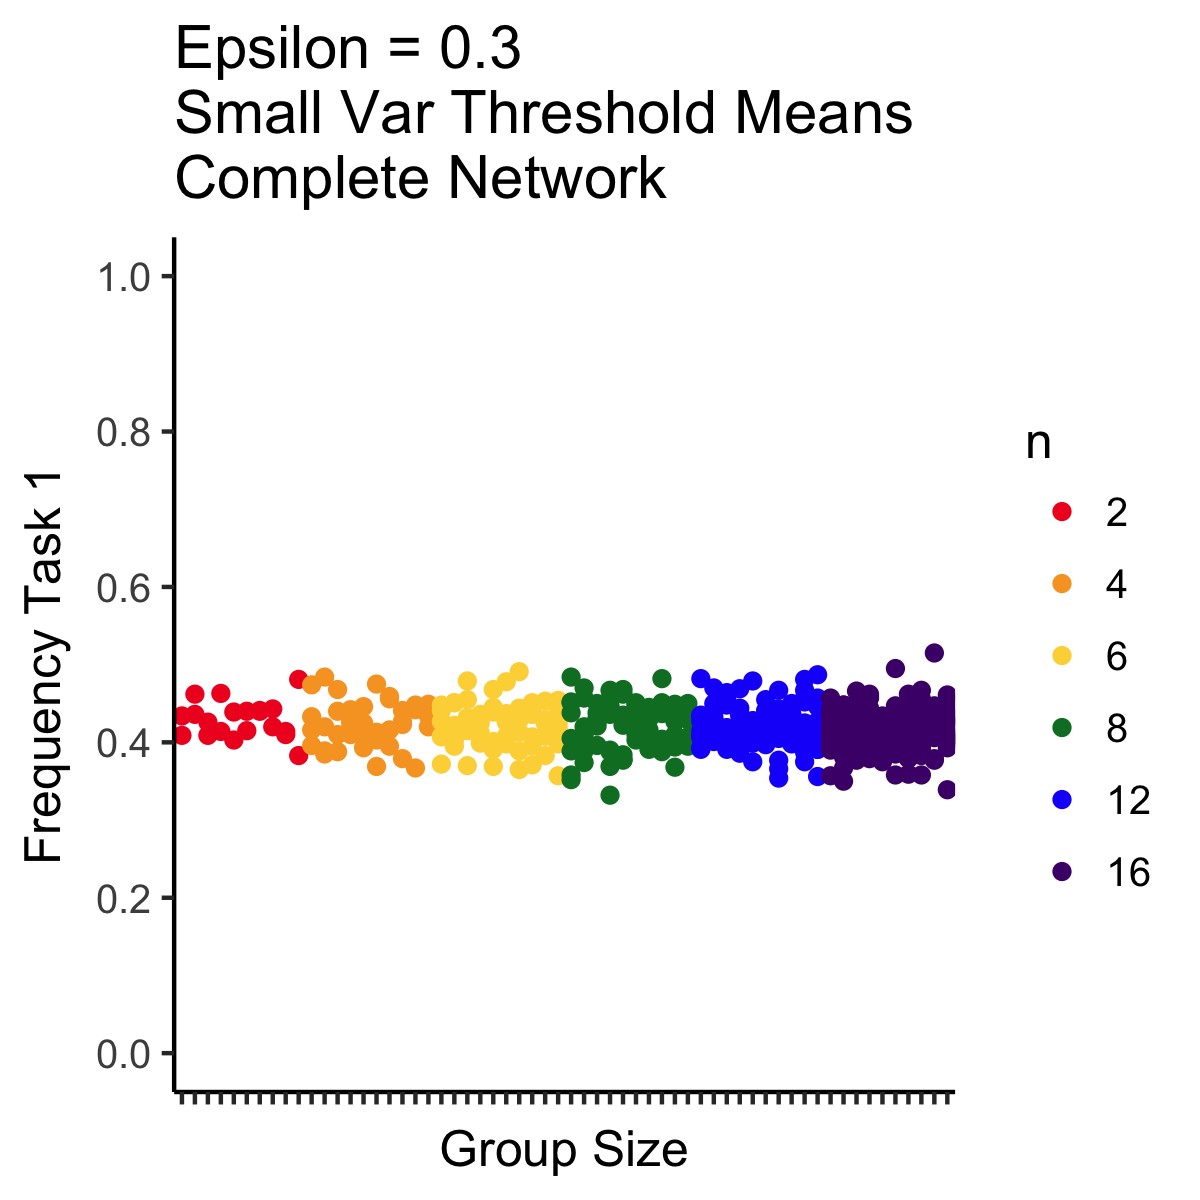 Epsilon = 0.3
Small Var Threshold Means
Complete Network
1.0
0.8
0.6
0.4
0.2
0.0
Frequency Task 1
Group Size
n
2
4
6
8
12
16